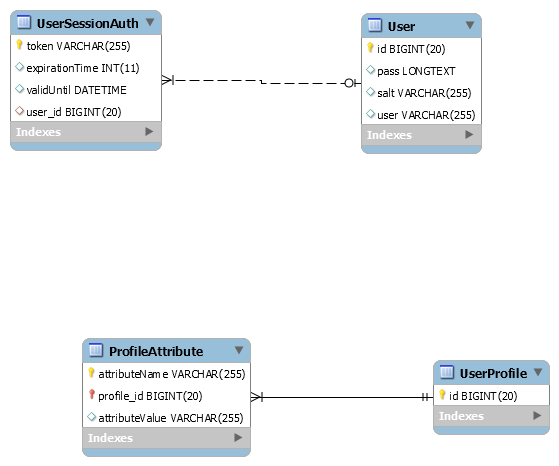 UserSessionAuth
token VARCHAR(255)
expirationTime INT(11)
validUntil DATETIME
user_id BIGINT(20)
Indexes
User
id BIGINT(20)
pass LONGTEXT
salt VARCHAR(255)
user VARCHAR(255)
Indexes
ProfileAttribute
attributeName VARCHAR(255)
profile_id BIGINT(20)
attributeValue VARCHAR(255)
Indexes
UserProfile
id BIGINT(20)
Indexes